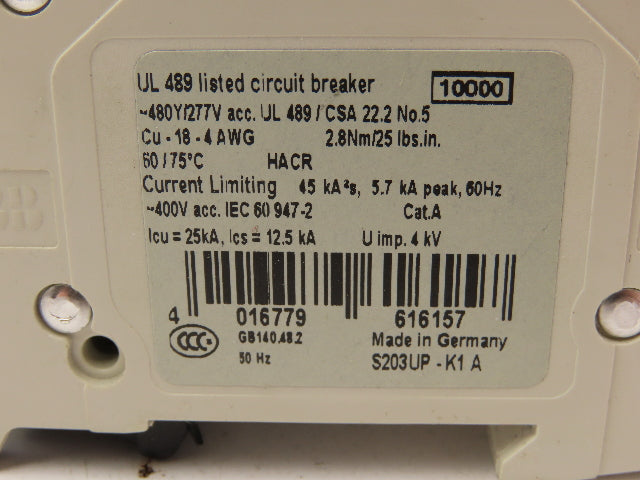 UL 489 listed circuit breaker 10000
~480Y/277V acc. UL 489 / CSA 22.2 No.5
Cu - 18 - 4 AWG 2.8Nm/25 lbs.in.
60 / 75°C HACR
Current Limiting 45 kA²s, 5.7 kA peak, 60Hz
~400V acc. IEC 60 947-2 Cat.A
Icu = 25kA, Ics = 12.5 kA U imp. 4 kV
4 016779 616157
CCC GB140.48.2 Made in Germany
50 Hz S203UP - K1 A